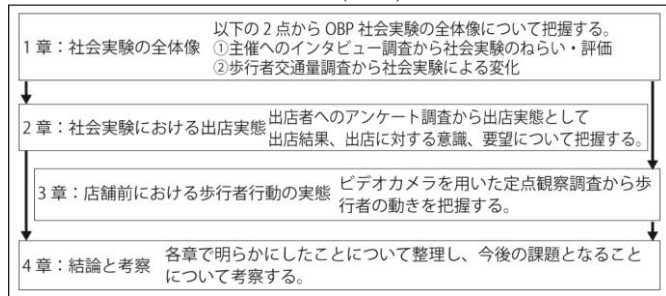 以下の2点からOBP社会実験の全体像について把握する。
1章：社会実験の全体像
①主催へのインタビュー調査から社会実験のねらい・評価
②歩行者交通量調査から社会実験による変化
2章：社会実験における出店実態
出店者へのアンケート調査から出店実態として
出店結果、出店に対する意識、要望について把握する。
3章：店舗前における歩行者行動の実態
ビデオカメラを用いた定点観察調査から歩
行者の動きを把握する。
4章：結論と考察
各章で明らかにしたことについて整理し、今後の課題となること
について考察する。